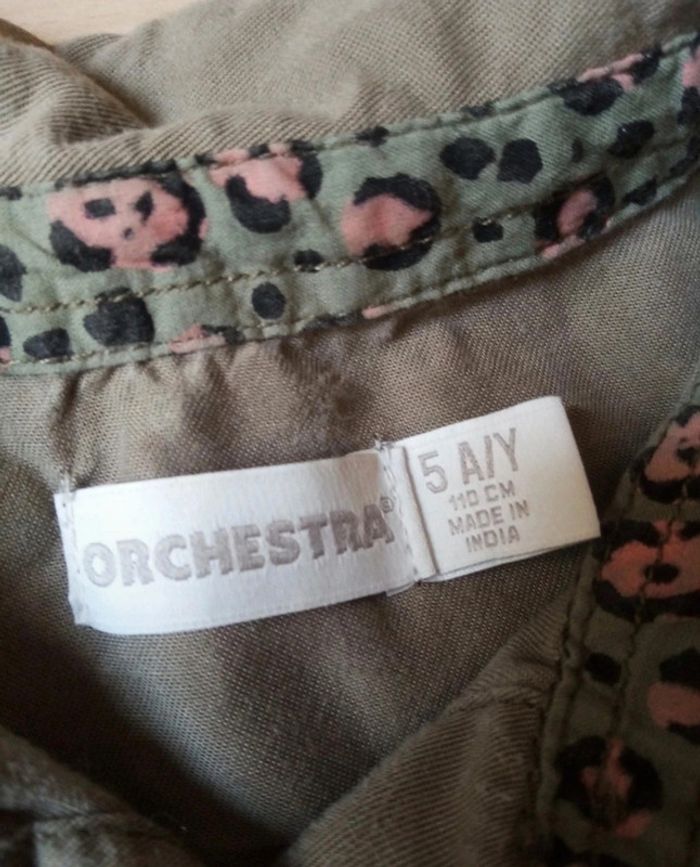 ORCHESTRA®
5 A/Y
110 CM
MADE IN
INDIA